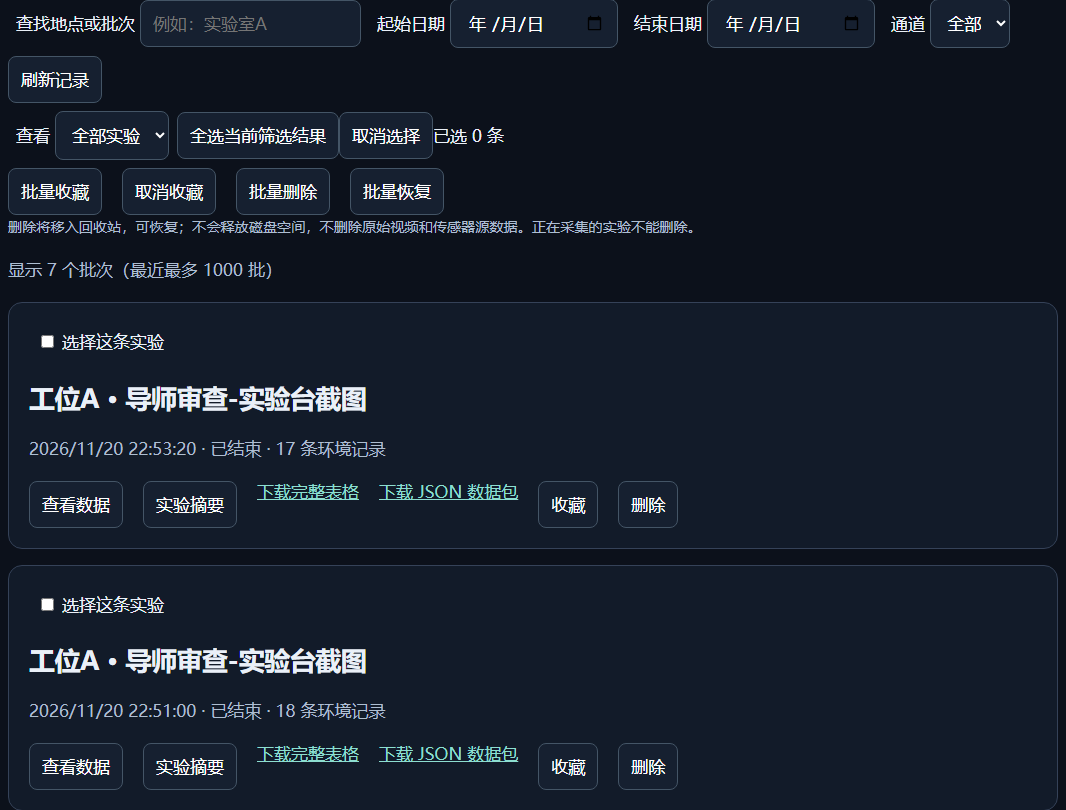 查找地点或批次 例如：实验室A 起始日期 年 /月/日 结束日期 年 /月/日 通道 全部
刷新记录
查看 全部实验 全选当前筛选结果 取消选择 已选 0 条
批量收藏 取消收藏 批量删除 批量恢复
删除将移入回收站，可恢复；不会释放磁盘空间，不删除原始视频和传感器源数据。正在采集的实验不能删除。
显示 7 个批次（最近最多 1000 批）
选择这条实验
工位A · 导师审查-实验台截图
2026/11/20 22:53:20 · 已结束 · 17 条环境记录
查看数据 实验摘要 下载完整表格 下载 JSON 数据包 收藏 删除
选择这条实验
工位A · 导师审查-实验台截图
2026/11/20 22:51:00 · 已结束 · 18 条环境记录
查看数据 实验摘要 下载完整表格 下载 JSON 数据包 收藏 删除